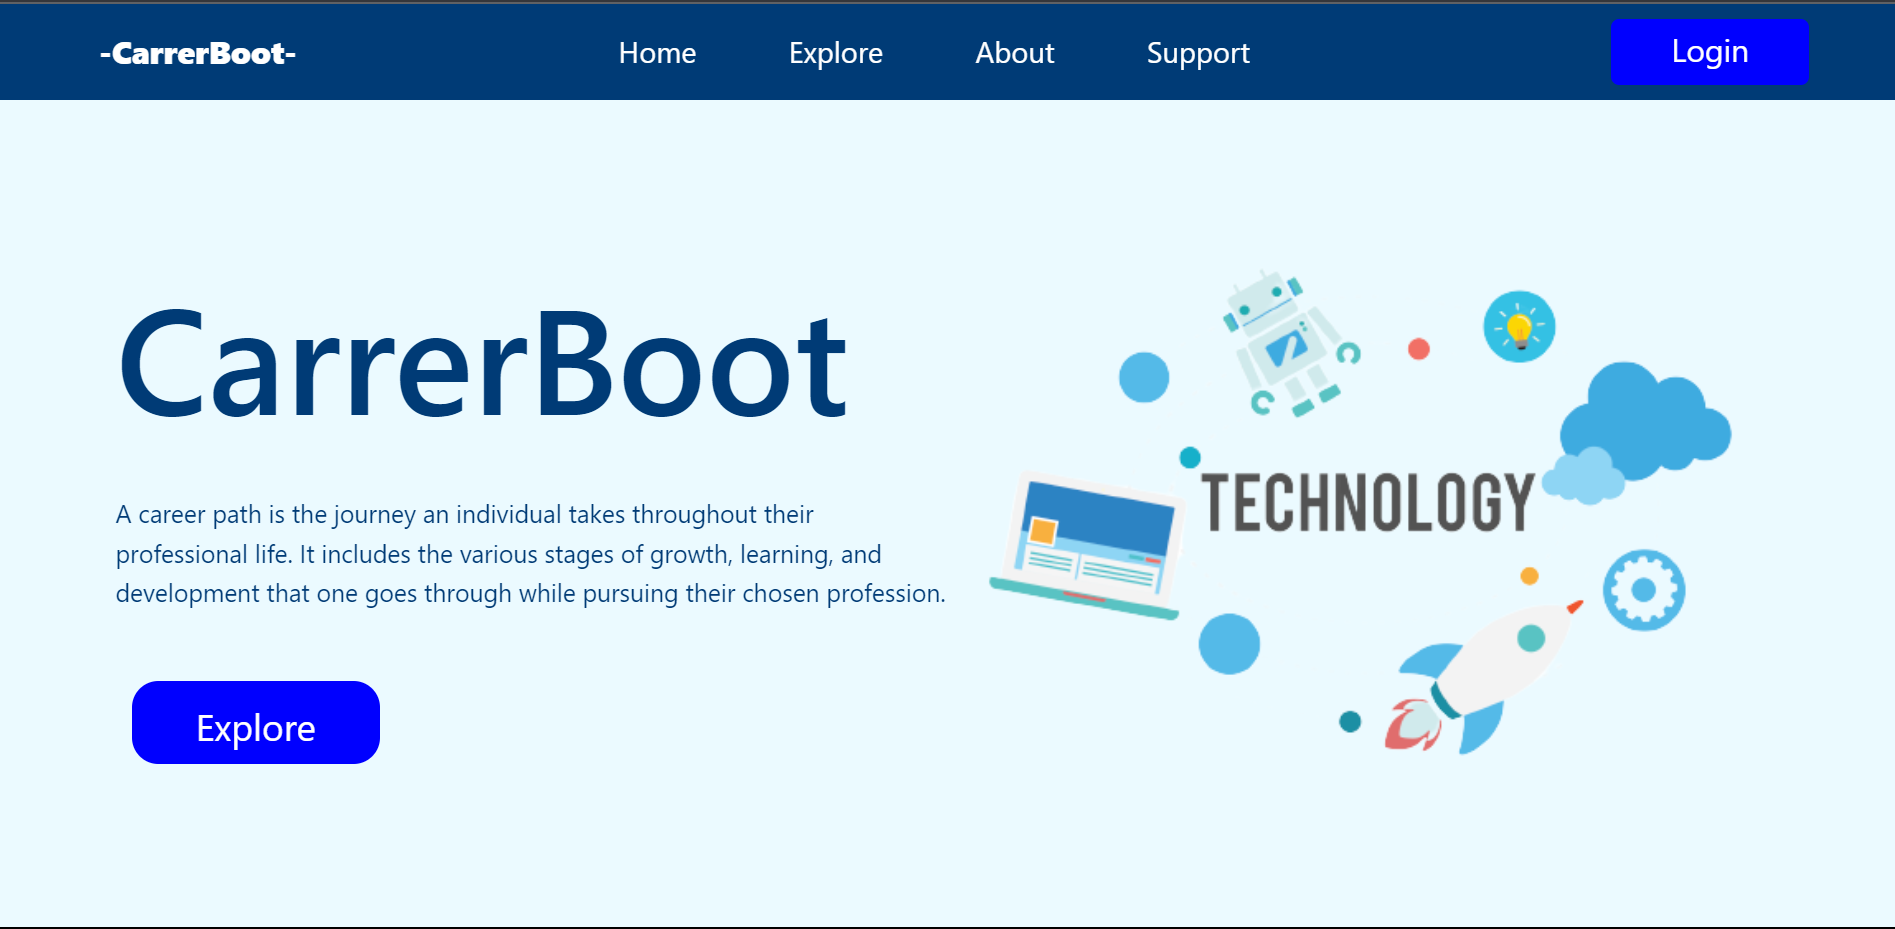 -CarrerBoot-
Home
Explore
About
Support
Login
CarrerBoot
A career path is the journey an individual takes throughout their
professional life. It includes the various stages of growth, learning, and
development that one goes through while pursuing their chosen profession.
Explore
TECHNOLOGY